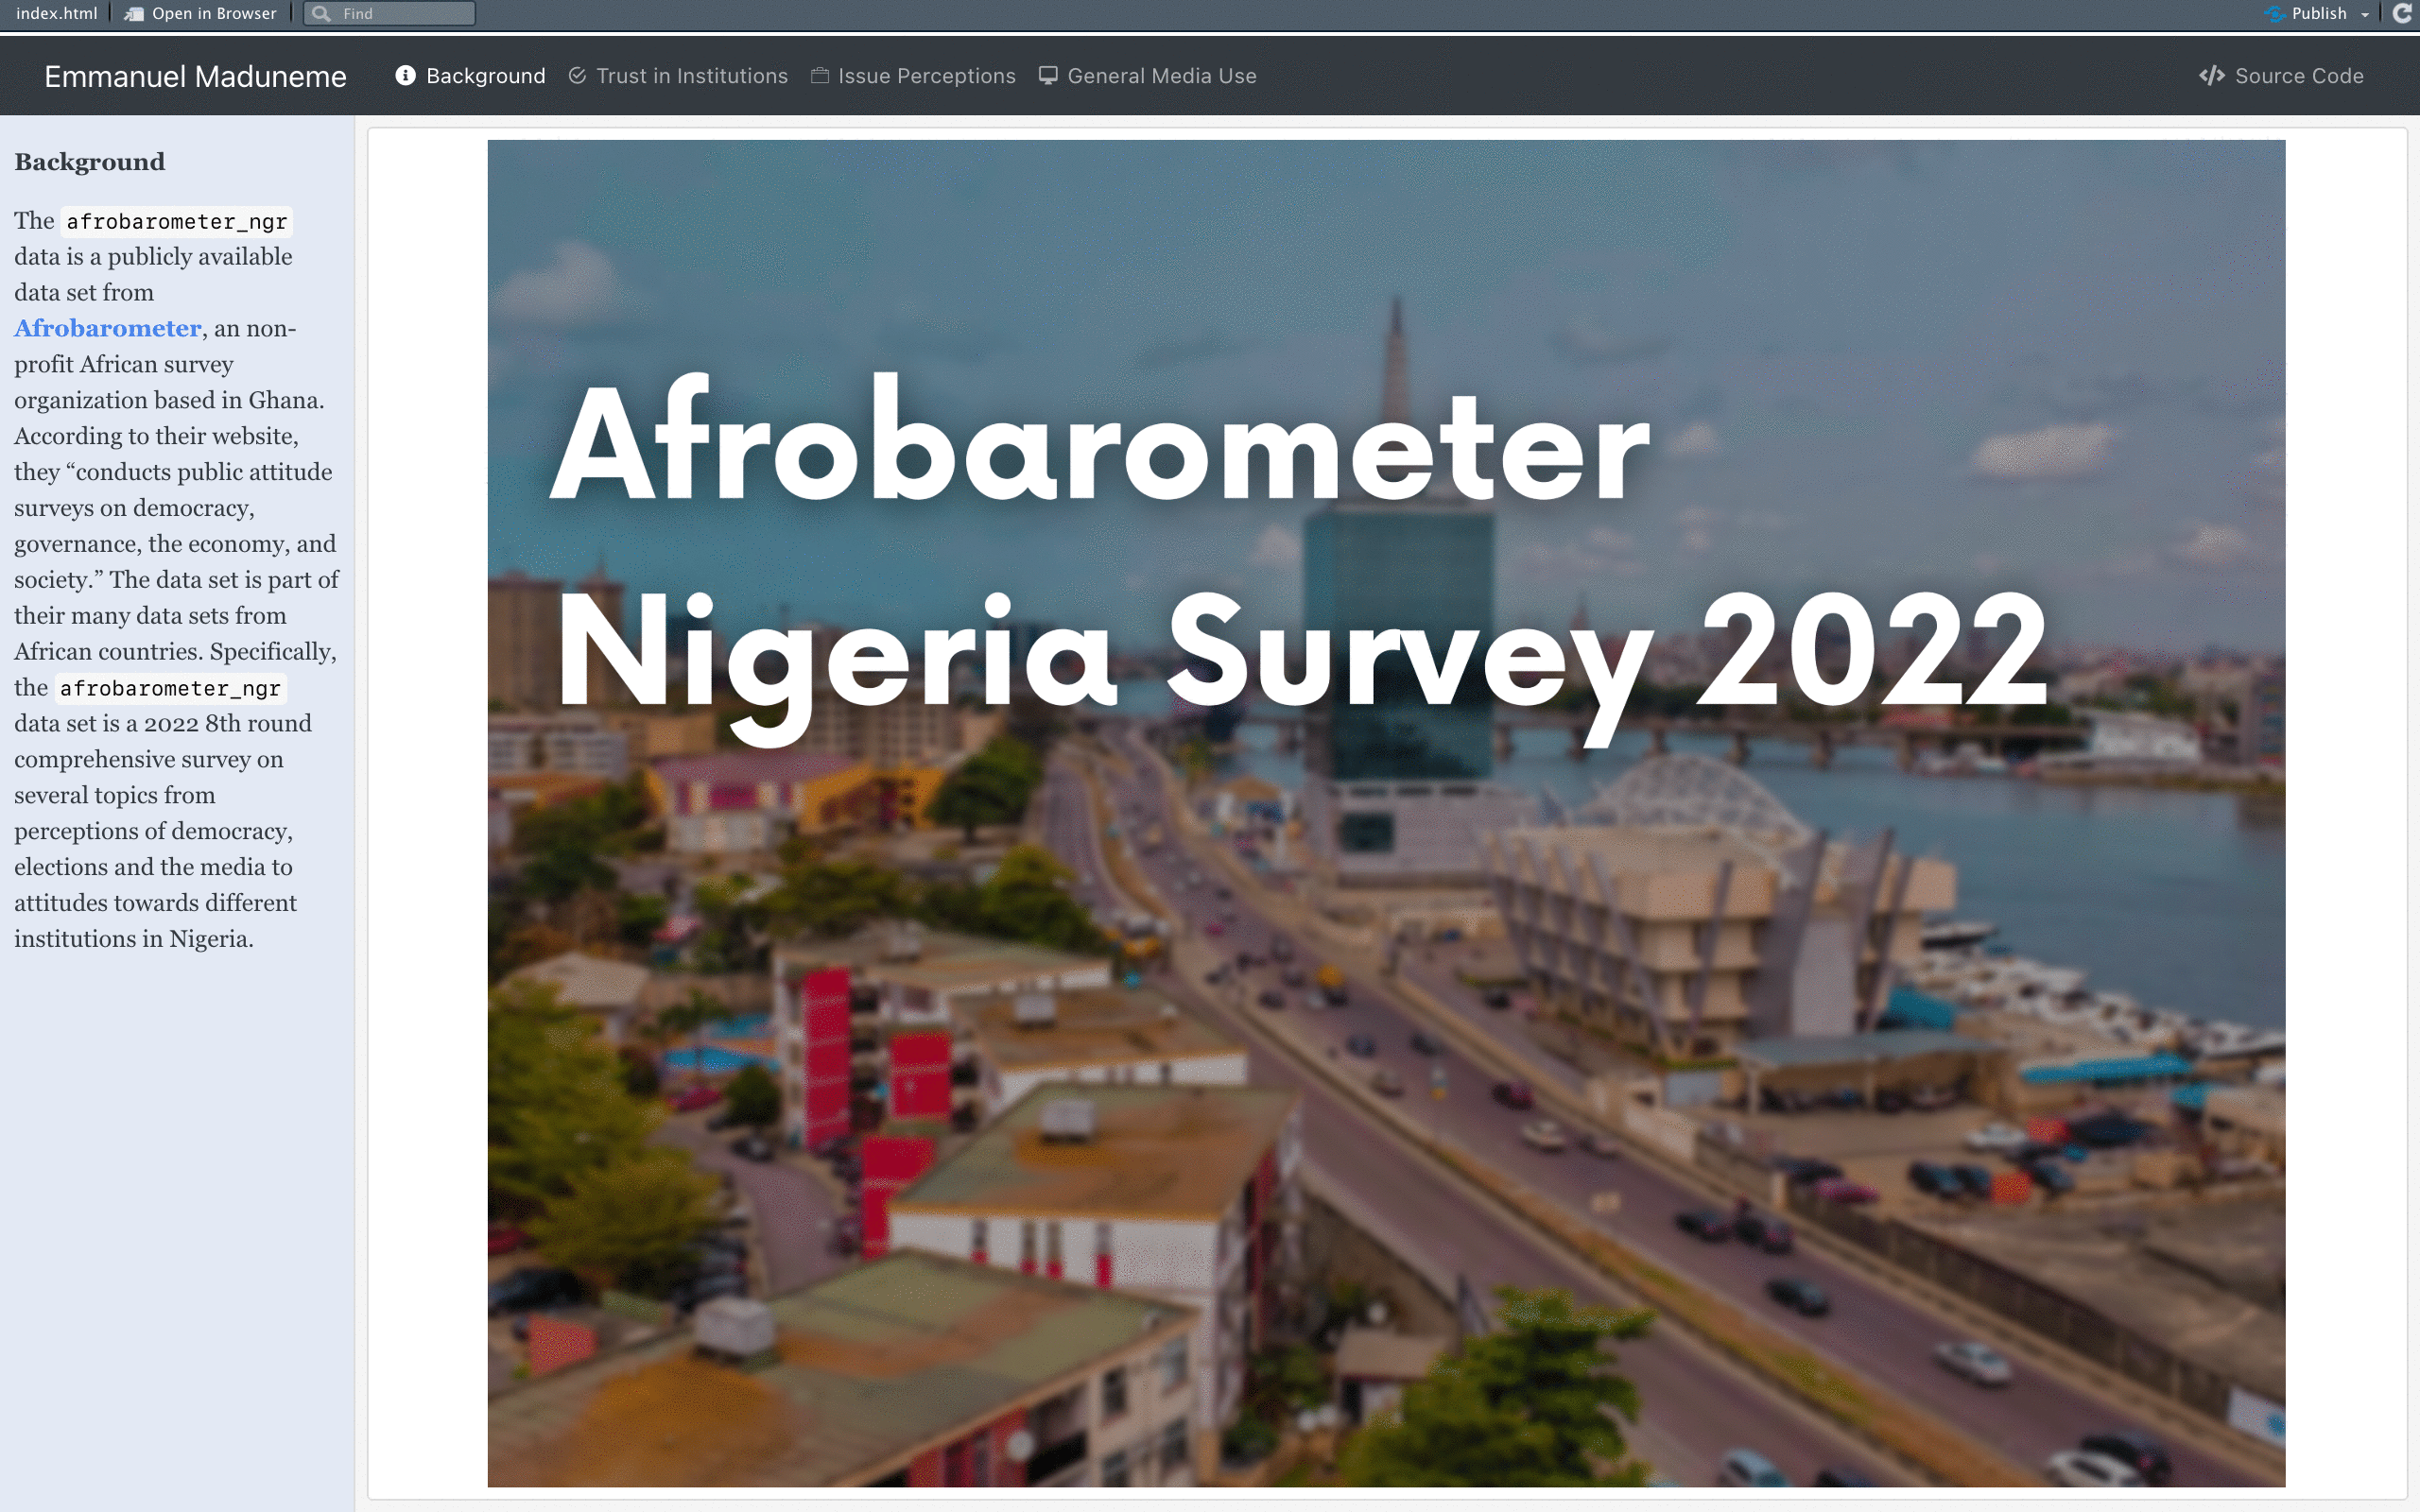 index.html Open in Browser Find Publish
Emmanuel Maduneme Background Trust in Institutions Issue Perceptions General Media Use Source Code
Background
The afrobarometer_ngr
data is a publicly available
data set from
Afrobarometer, an non-
profit African survey
organization based in Ghana.
According to their website,
they “conducts public attitude
surveys on democracy,
governance, the economy, and
society.” The data set is part of
their many data sets from
African countries. Specifically,
the afrobarometer_ngr
data set is a 2022 8th round
comprehensive survey on
several topics from
perceptions of democracy,
elections and the media to
attitudes towards different
institutions in Nigeria.
Afrobarometer
Nigeria Survey 2022